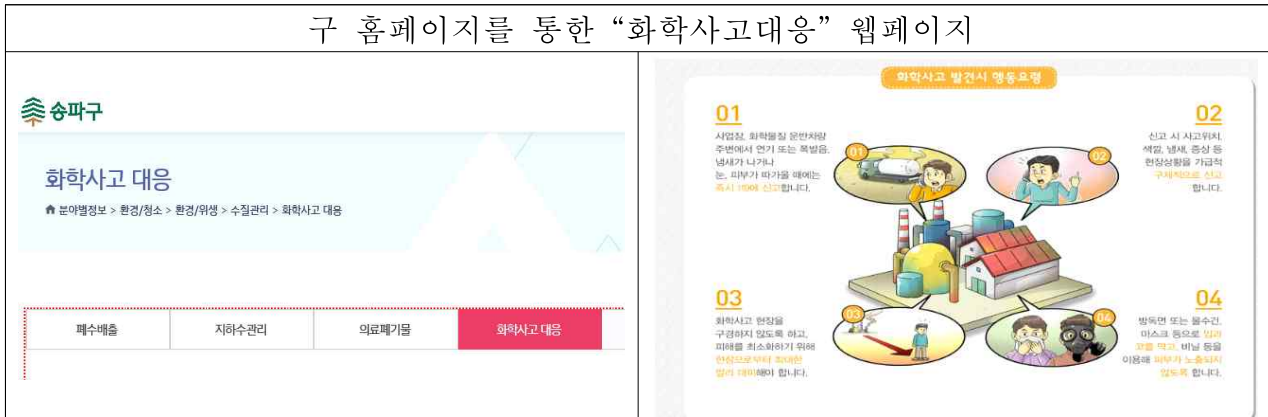 구 홈페이지를 통한 “화학사고대응” 웹페이지
송파구
화학사고 대응
분야별정보 > 환경/청소 > 환경/위생 > 수질관리 > 화학사고 대응
폐수배출
지하수관리
의료폐기물
화학사고 대응
화학사고 발견시 행동요령
01
사업장, 화학물질 운반차량
주변에서 연기 또는 폭발음,
냄새가 나거나
눈, 피부가 따가울 때에는
즉시 119에 신고합니다.
01
02
신고 시 사고위치,
색깔, 냄새, 증상 등
현장상황을 가급적
구체적으로 신고
합니다.
02
03
화학사고 현장을
구경하지 않도록 하고,
피해를 최소화하기 위해
현장으로부터 최대한
멀리 대피해야 합니다.
03
04
방독면 또는 물수건,
마스크 등으로 입과
코를 막고, 비닐 등을
이용해 피부가 노출되지
않도록 합니다.
04